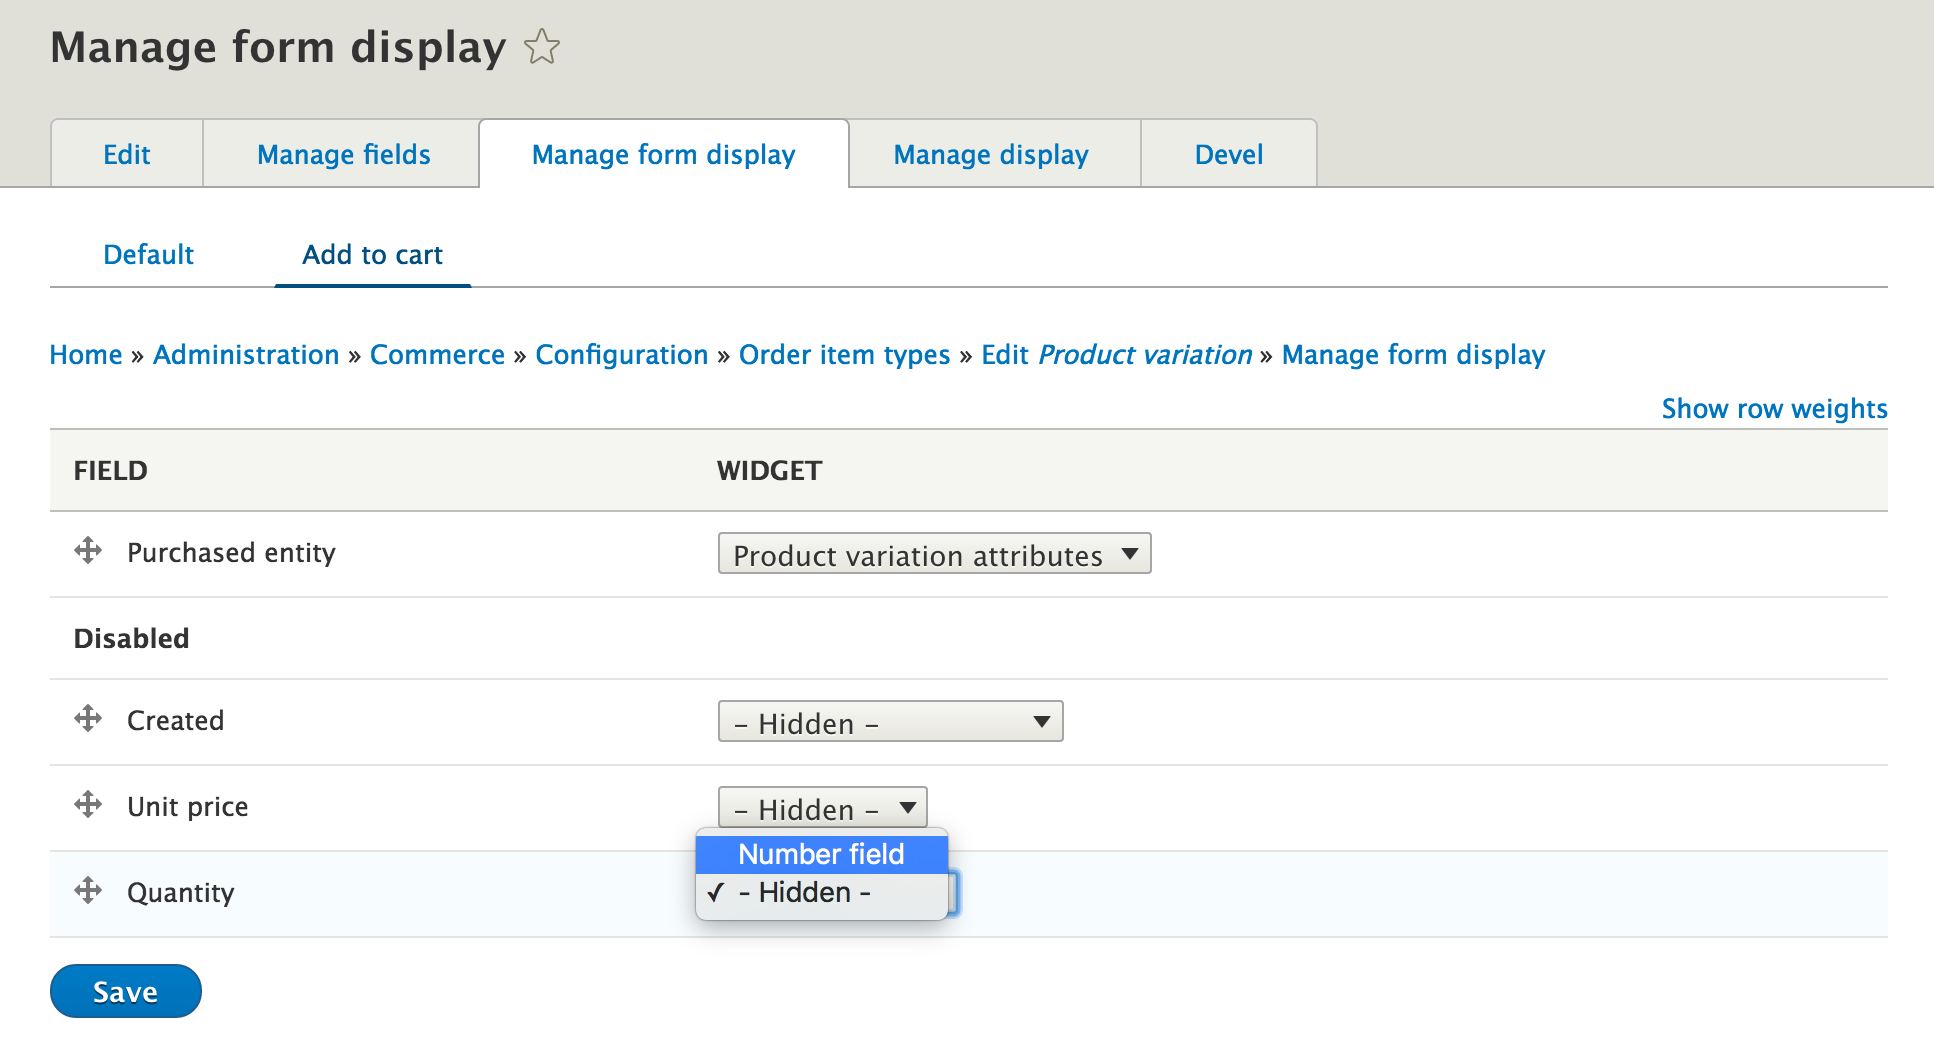 Manage form display
Edit Manage fields Manage form display Manage display Devel
Default Add to cart
Home » Administration » Commerce » Configuration » Order item types » Edit Product variation » Manage form display
Show row weights
FIELD WIDGET
Purchased entity Product variation attributes
Disabled
Created – Hidden –
Unit price – Hidden –
Number field
Quantity ✓ - Hidden -
Save